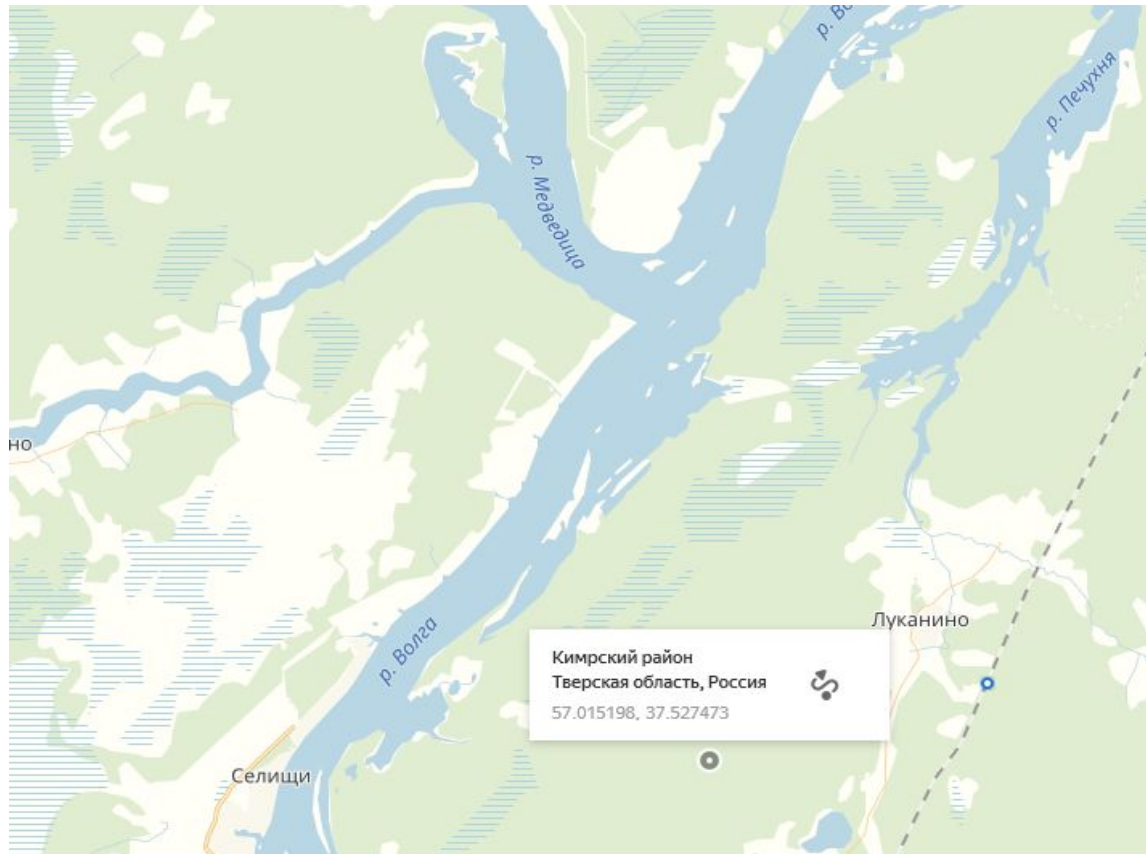 р. Во
р. Печухня
р. Медведица
но
р. Волга
Луканино
Кимрский район
Тверская область, Россия
57.015198, 37.527473
Селищи